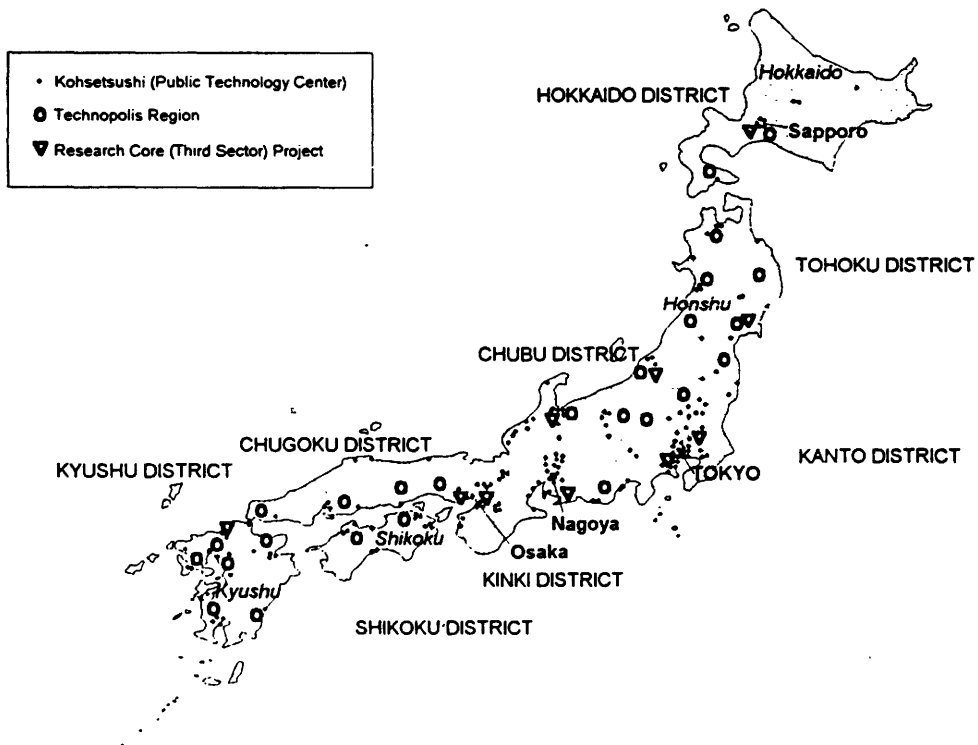 Kohsetsushi (Public Technology Center)
Technopolis Region
Research Core (Third Sector) Project
Hokkaido
HOKKAIDO DISTRICT
Sapporo
TOHOKU DISTRICT
Honshu
CHUBU DISTRICT
CHUGOKU DISTRICT
KYUSHU DISTRICT
KANTO DISTRICT
TOKYO
Nagoya
Shikoku
Osaka
KINKI DISTRICT
Kyushu
SHIKOKU DISTRICT